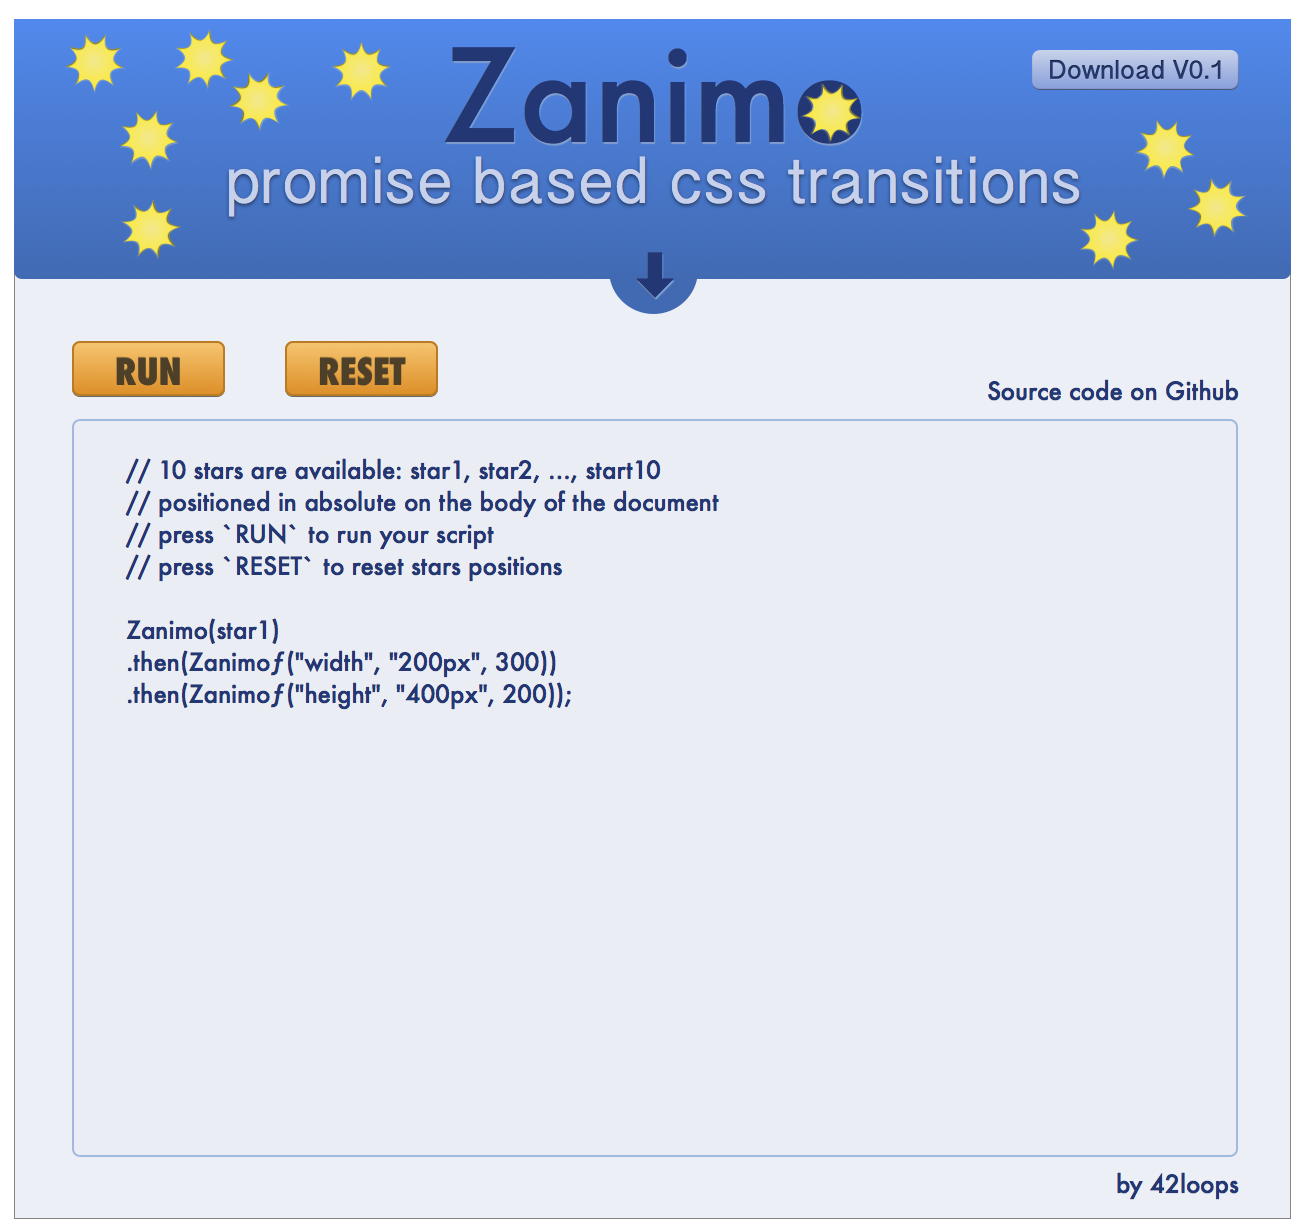 Zanimo
Download V0.1
promise based css transitions
RUN
RESET
Source code on Github
// 10 stars are available: star1, star2, ..., start10
// positioned in absolute on the body of the document
// press `RUN` to run your script
// press `RESET` to reset stars positions
Zanimo(star1)
.then(Zanimoƒ("width", "200px", 300))
.then(Zanimoƒ("height", "400px", 200));
by 42loops